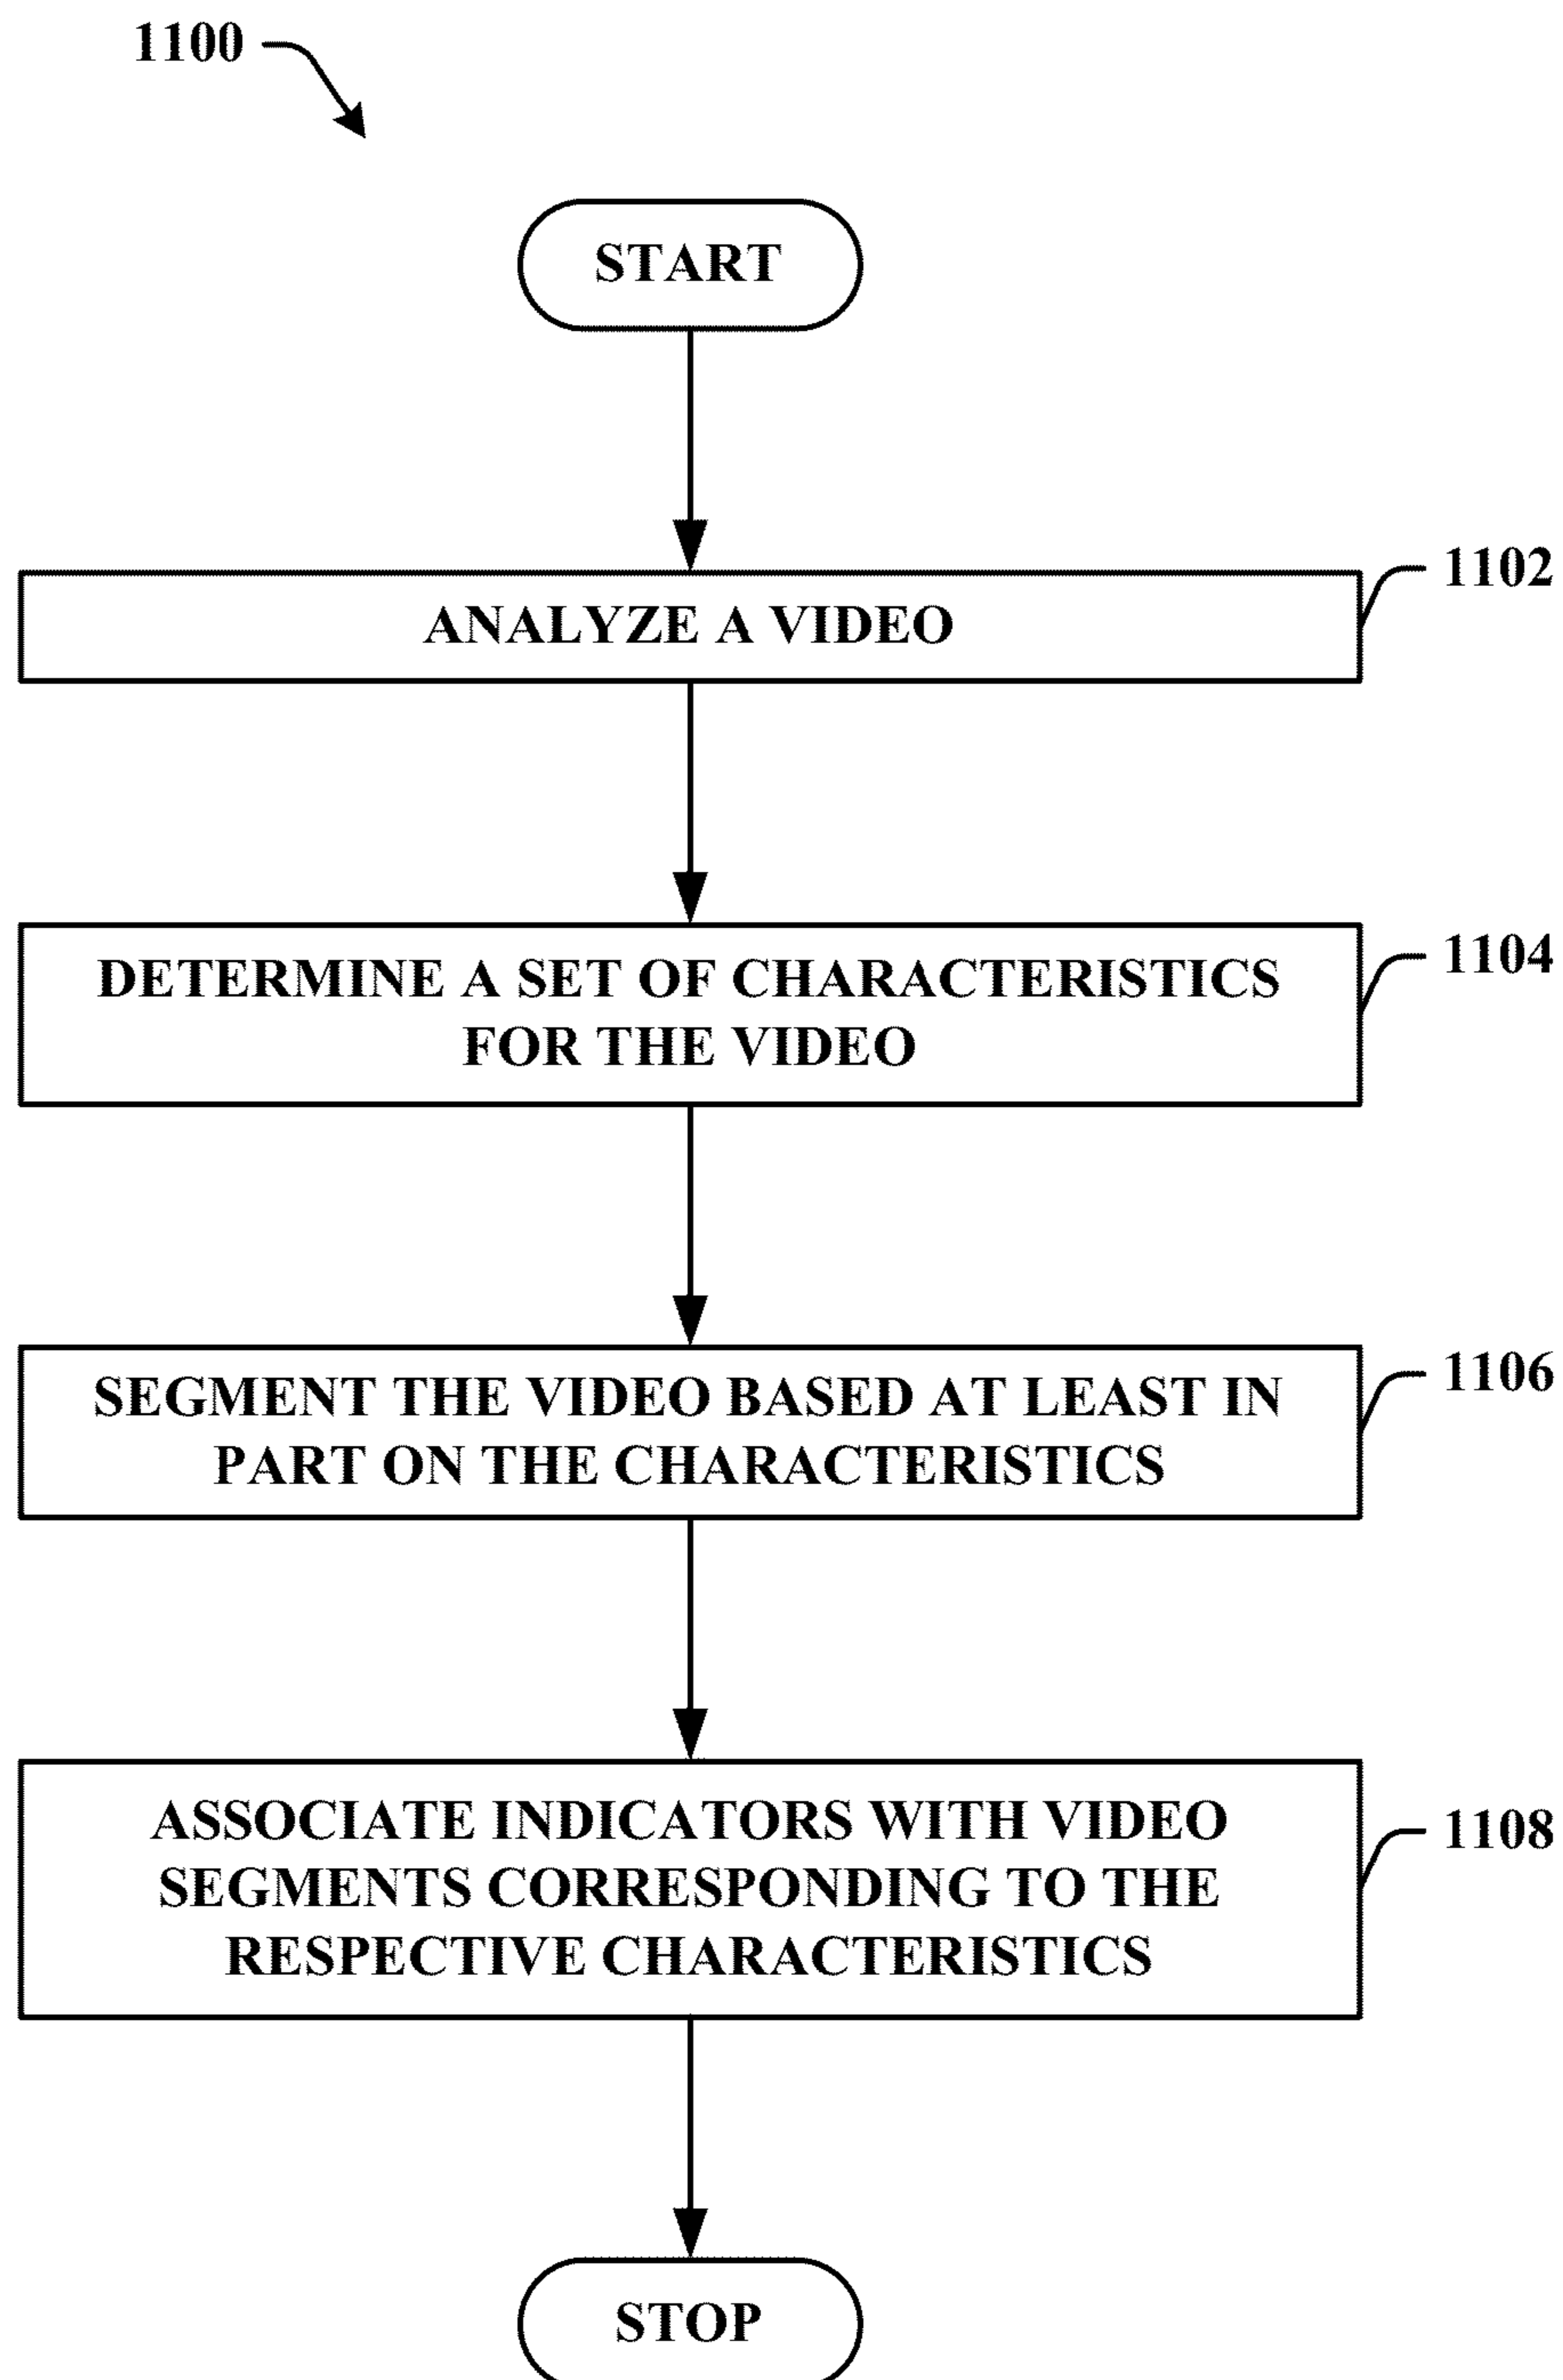 1100
START
1102
ANALYZE A VIDEO
1104
DETERMINE A SET OF CHARACTERISTICS
FOR THE VIDEO
1106
SEGMENT THE VIDEO BASED AT LEAST IN
PART ON THE CHARACTERISTICS
1108
ASSOCIATE INDICATORS WITH VIDEO
SEGMENTS CORRESPONDING TO THE
RESPECTIVE CHARACTERISTICS
STOP